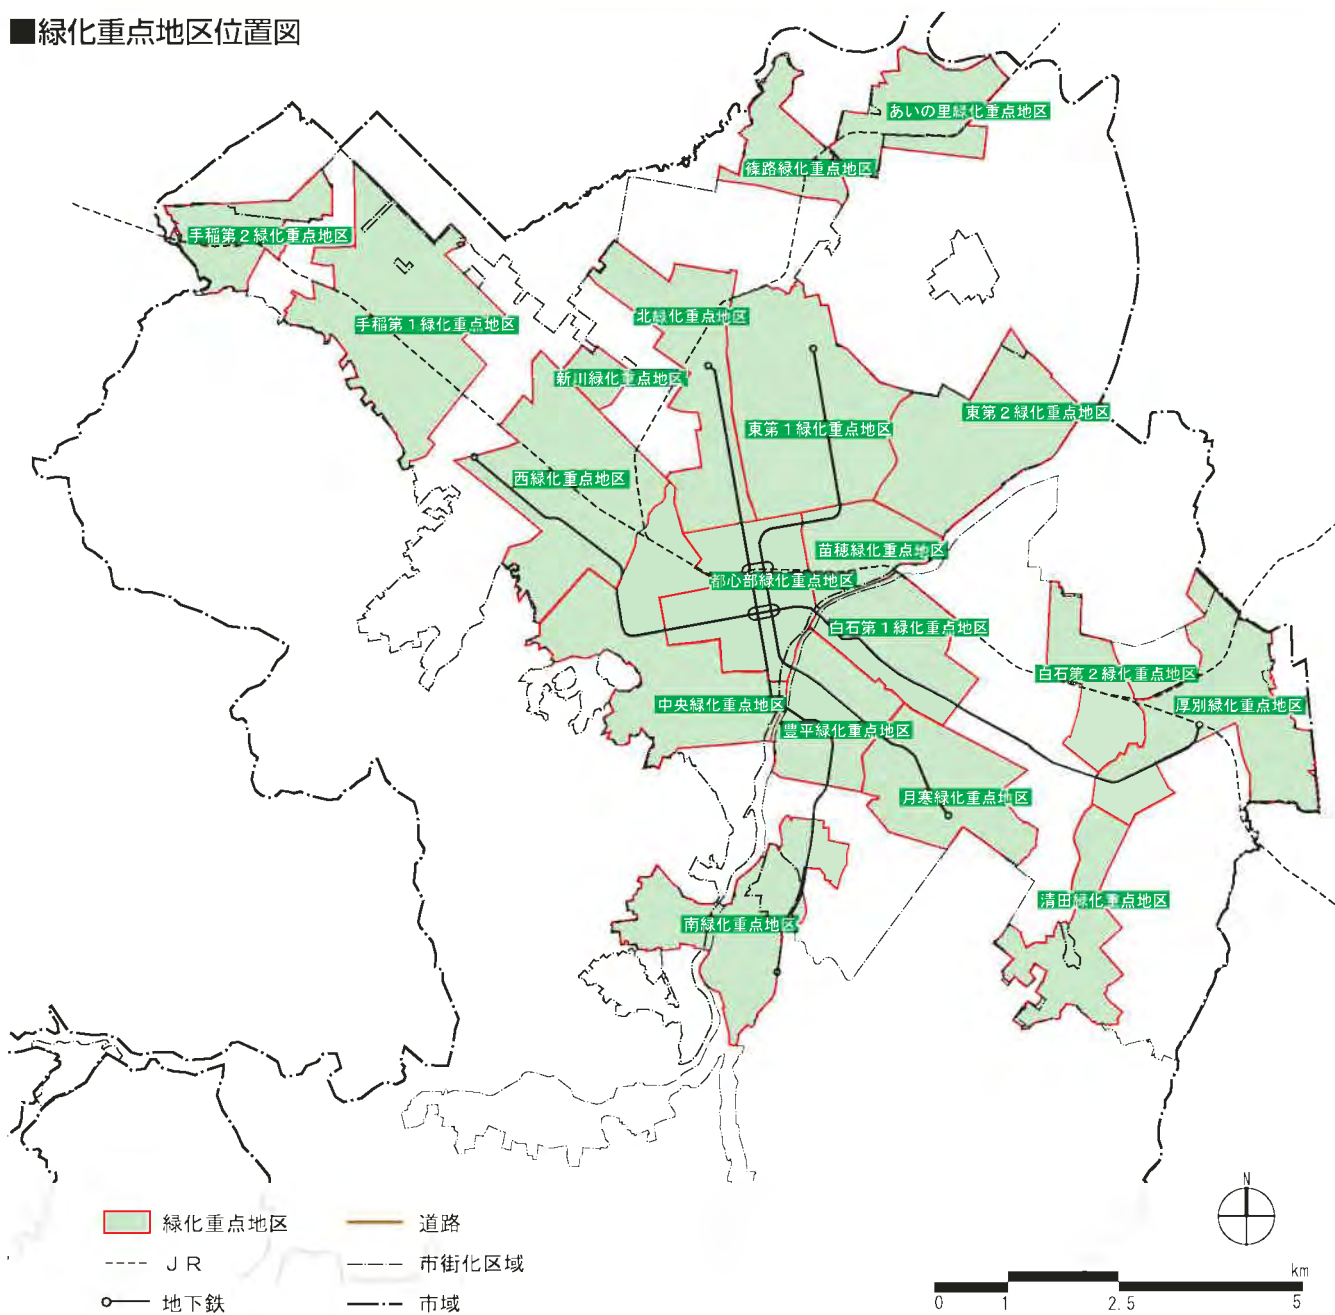 ■緑化重点地区位置図
あいの里緑化重点地区
篠路緑化重点地区
手稲第2緑化重点地区
手稲第1緑化重点地区
北緑化重点地区
新川緑化重点地区
東第2緑化重点地区
東第1緑化重点地区
西緑化重点地区
苗穂緑化重点地区
都心部緑化重点地区
白石第1緑化重点地区
白石第2緑化重点地区
中央緑化重点地区
厚別緑化重点地区
豊平緑化重点地区
月寒緑化重点地区
清田緑化重点地区
南緑化重点地区
N
緑化重点地区
道路
JR
市街化区域
地下鉄
市域
km
0 1 2.5 5